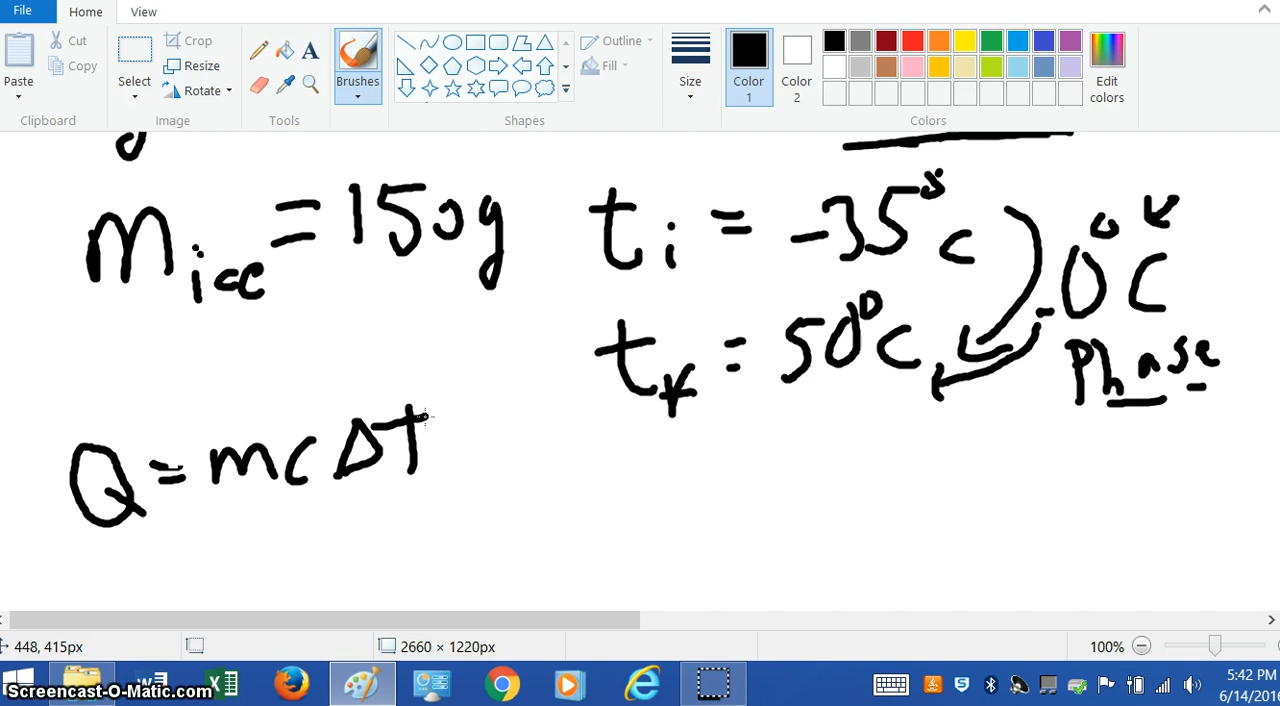 File
Home
View
Cut
Copy
Paste
Clipboard
Select
Crop
Resize
Rotate
Image
Tools
Brushes
Outline
Fill
Shapes
Size
Color 1
Color 2
Edit colors
Colors
m ice = 150g
ti = -35°C
0°C
tf = 50°C
Phase
Q = mcΔT
448, 415px
2660 × 1220px
100%
Screencast-O-Matic.com
5:42 PM
6/14/2016